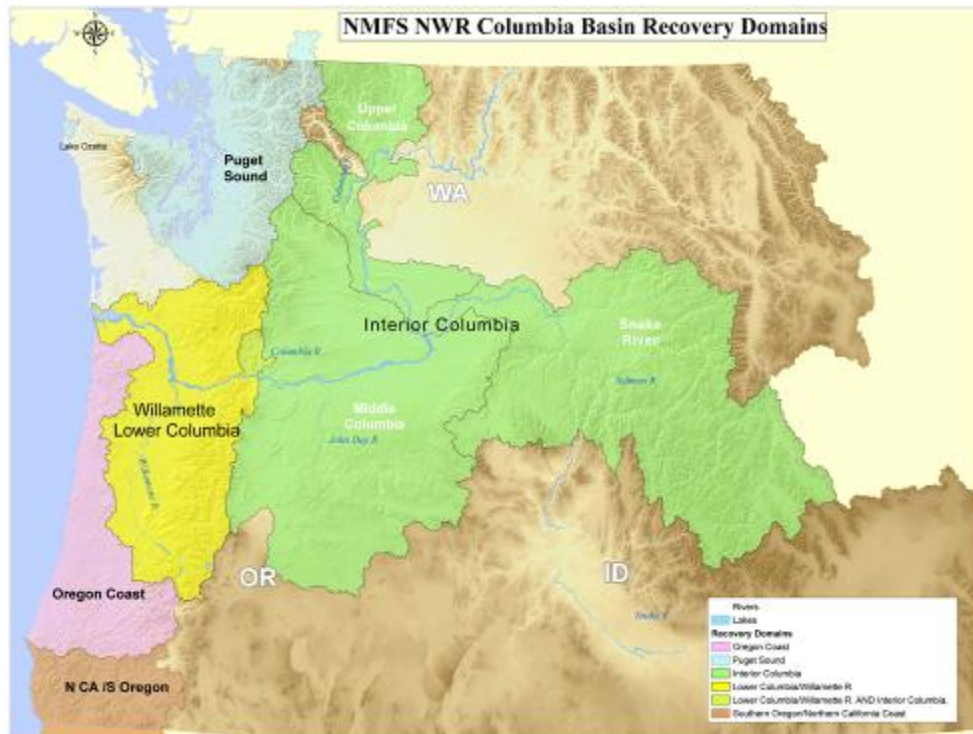 NMFS NWR Columbia Basin Recovery Domains
N
S
Upper
Columbia
Lake Ozette
Puget
Sound
WA
Interior Columbia
Snake
River
Columbia R.
Salmon R.
Willamette
Lower Columbia
Middle
Columbia
John Day R.
Willamette R.
OR
ID
Oregon Coast
Snake R.
N CA /S Oregon
Rivers
Lakes
Recovery Domains
Oregon Coast
Puget Sound
Interior Columbia
Lower Columbia/Willamette R.
Lower Columbia/Willamette R. AND Interior Columbia.
Southern Oregon/Northern California Coast